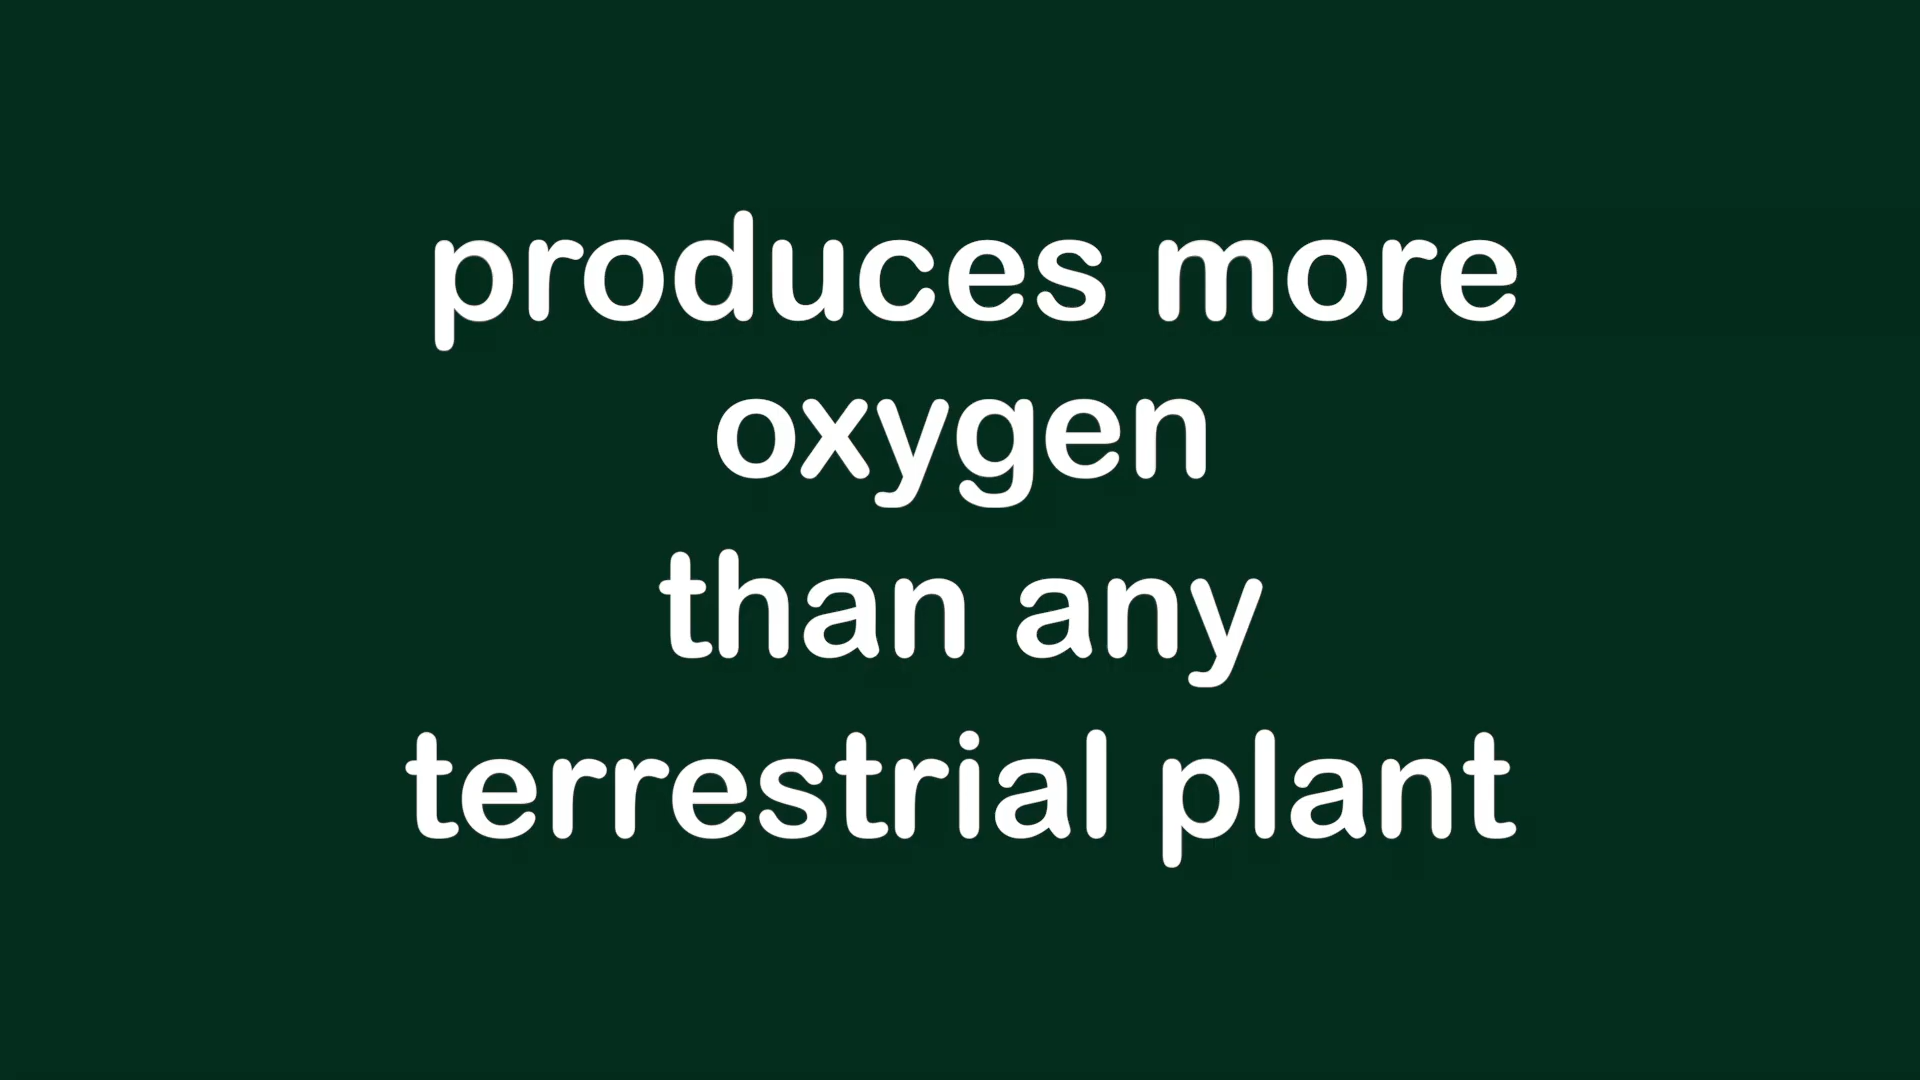 produces more
oxygen
than any
terrestrial plant